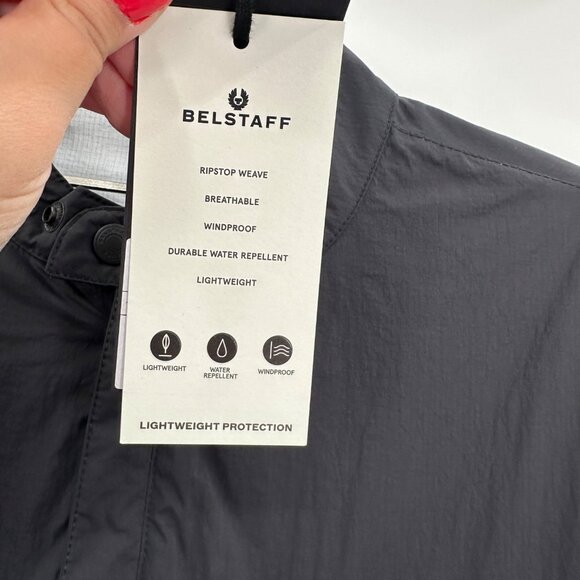 BELSTAFF
RIPSTOP WEAVE
BREATHABLE
WINDPROOF
DURABLE WATER REPELLENT
LIGHTWEIGHT
LIGHTWEIGHT
WATER
REPELLENT
WINDPROOF
LIGHTWEIGHT PROTECTION